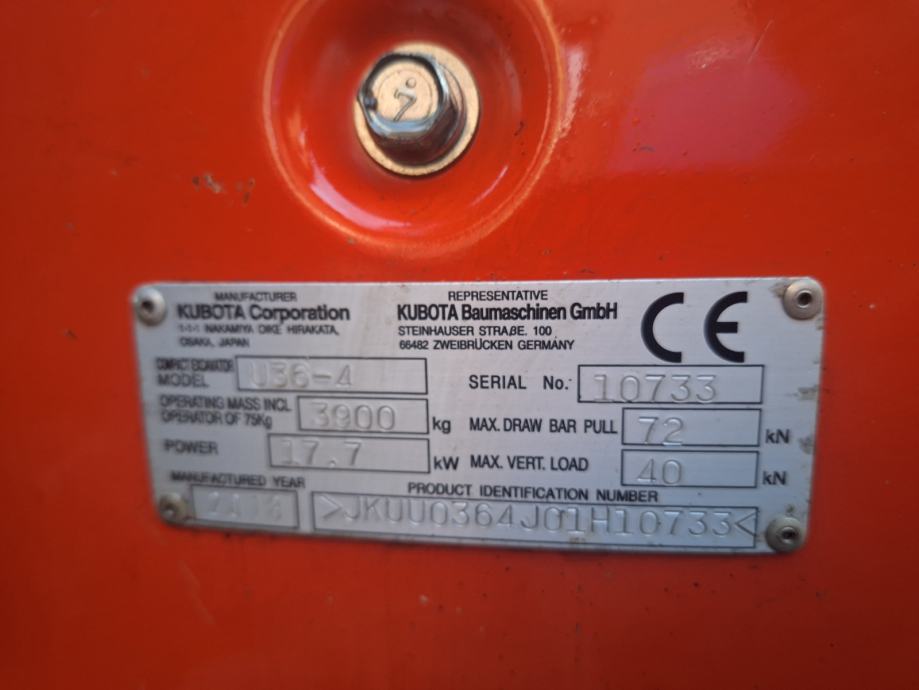 7
MANUFACTURER
KUBOTA Corporation
1-1-1 NAKAMIYA OIKE HIRAKATA,
OSAKA, JAPAN
REPRESENTATIVE
KUBOTA Baumaschinen GmbH
STEINHAUSER STRAßE. 100
66482 ZWEIBRÜCKEN GERMANY
CE
COMPACT EXCAVATOR
MODEL U36-4
SERIAL No.: 10733
OPERATING MASS INCL
OPERATOR OF 75Kg 3900 kg
MAX. DRAW BAR PULL 72 kN
POWER 17.7 kW
MAX. VERT. LOAD 40 kN
MANUFACTURED YEAR
PRODUCT IDENTIFICATION NUMBER
>JKUU0364J01H10733<